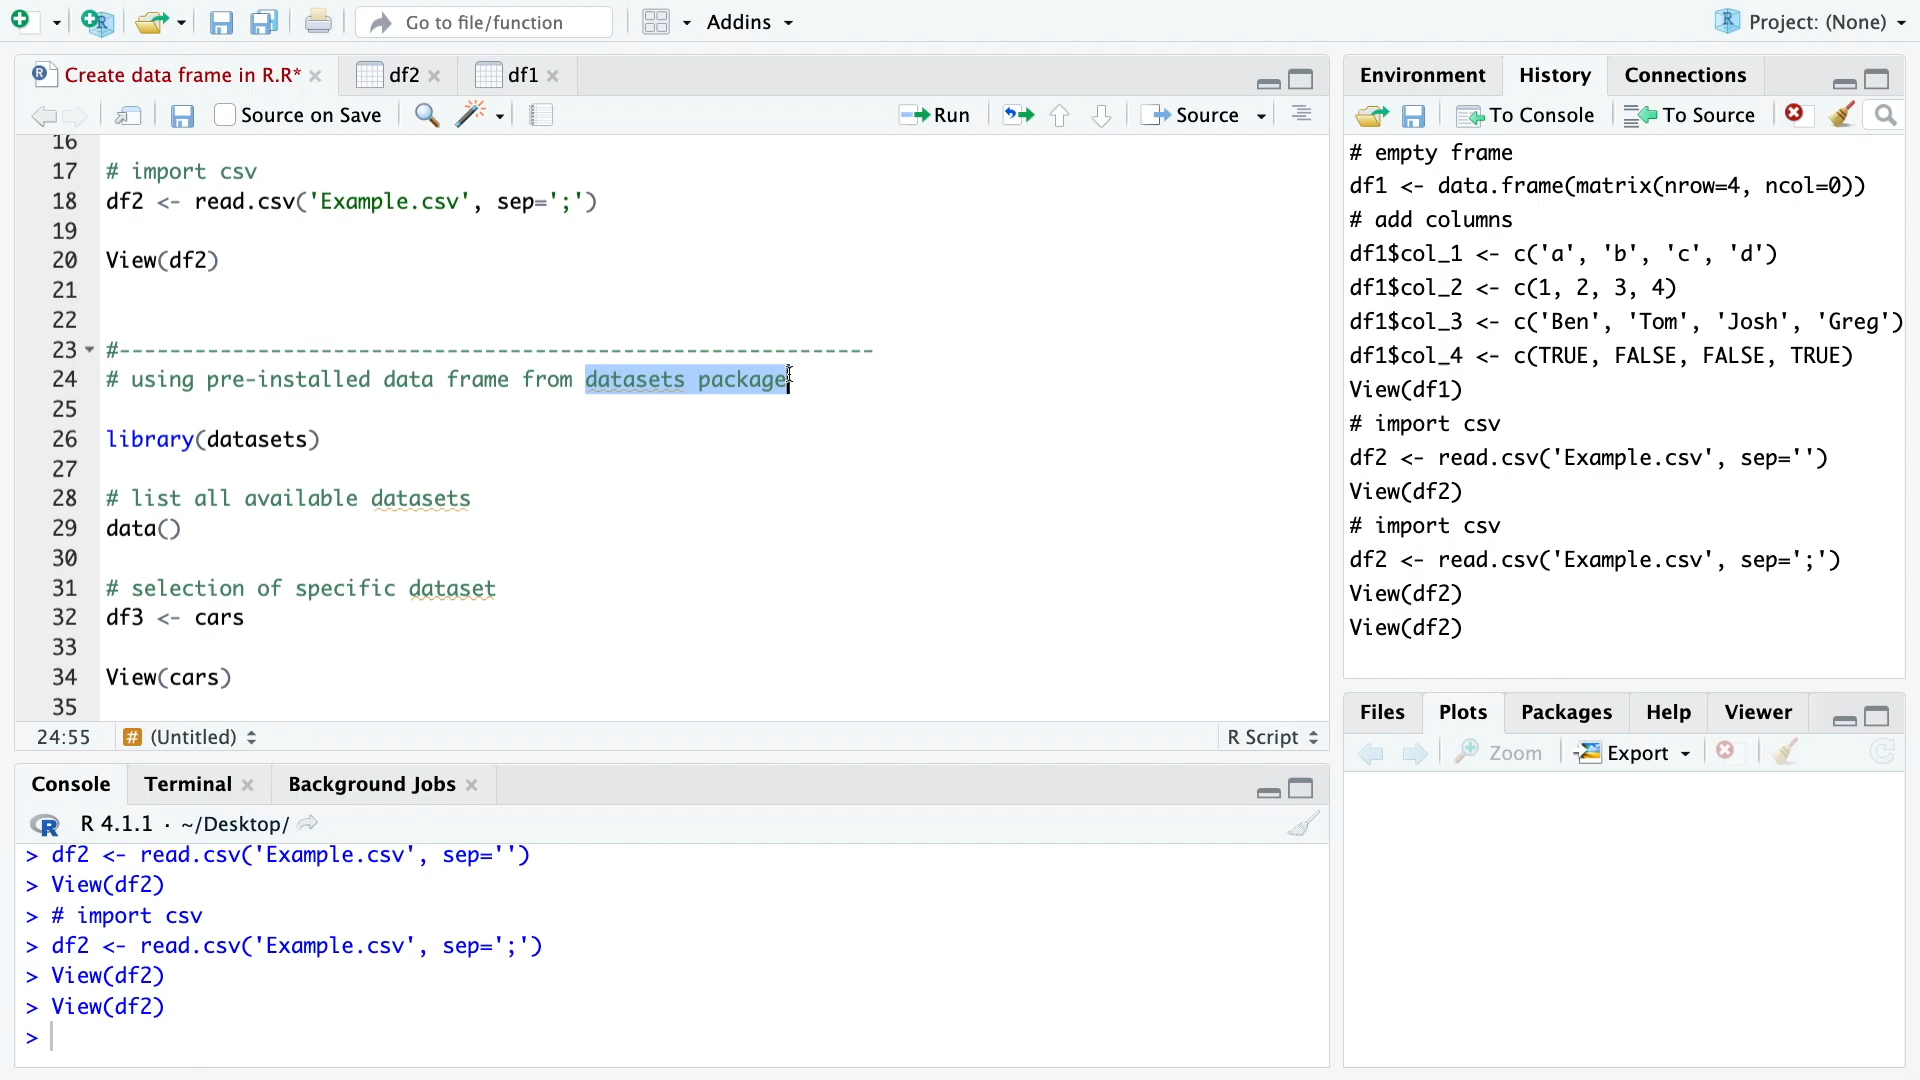 Go to file/function
Addins
Project: (None)
Create data frame in R.R*
df2
df1
Source on Save
Run
Source
16
17 # import csv
18 df2 <- read.csv('Example.csv', sep=';')
19
20 View(df2)
21
22
23 #------------------------------------------------------------
24 # using pre-installed data frame from datasets package
25
26 library(datasets)
27
28 # list all available datasets
29 data()
30
31 # selection of specific dataset
32 df3 <- cars
33
34 View(cars)
35
24:55
# (Untitled)
R Script
Console
Terminal
Background Jobs
R 4.1.1 · ~/Desktop/
> df2 <- read.csv('Example.csv', sep='')
> View(df2)
> # import csv
> df2 <- read.csv('Example.csv', sep=';')
> View(df2)
> View(df2)
>
Environment
History
Connections
To Console
To Source
# empty frame
df1 <- data.frame(matrix(nrow=4, ncol=0))
# add columns
df1$col_1 <- c('a', 'b', 'c', 'd')
df1$col_2 <- c(1, 2, 3, 4)
df1$col_3 <- c('Ben', 'Tom', 'Josh', 'Greg')
df1$col_4 <- c(TRUE, FALSE, FALSE, TRUE)
View(df1)
# import csv
df2 <- read.csv('Example.csv', sep='')
View(df2)
# import csv
df2 <- read.csv('Example.csv', sep=';')
View(df2)
View(df2)
Files
Plots
Packages
Help
Viewer
Zoom
Export